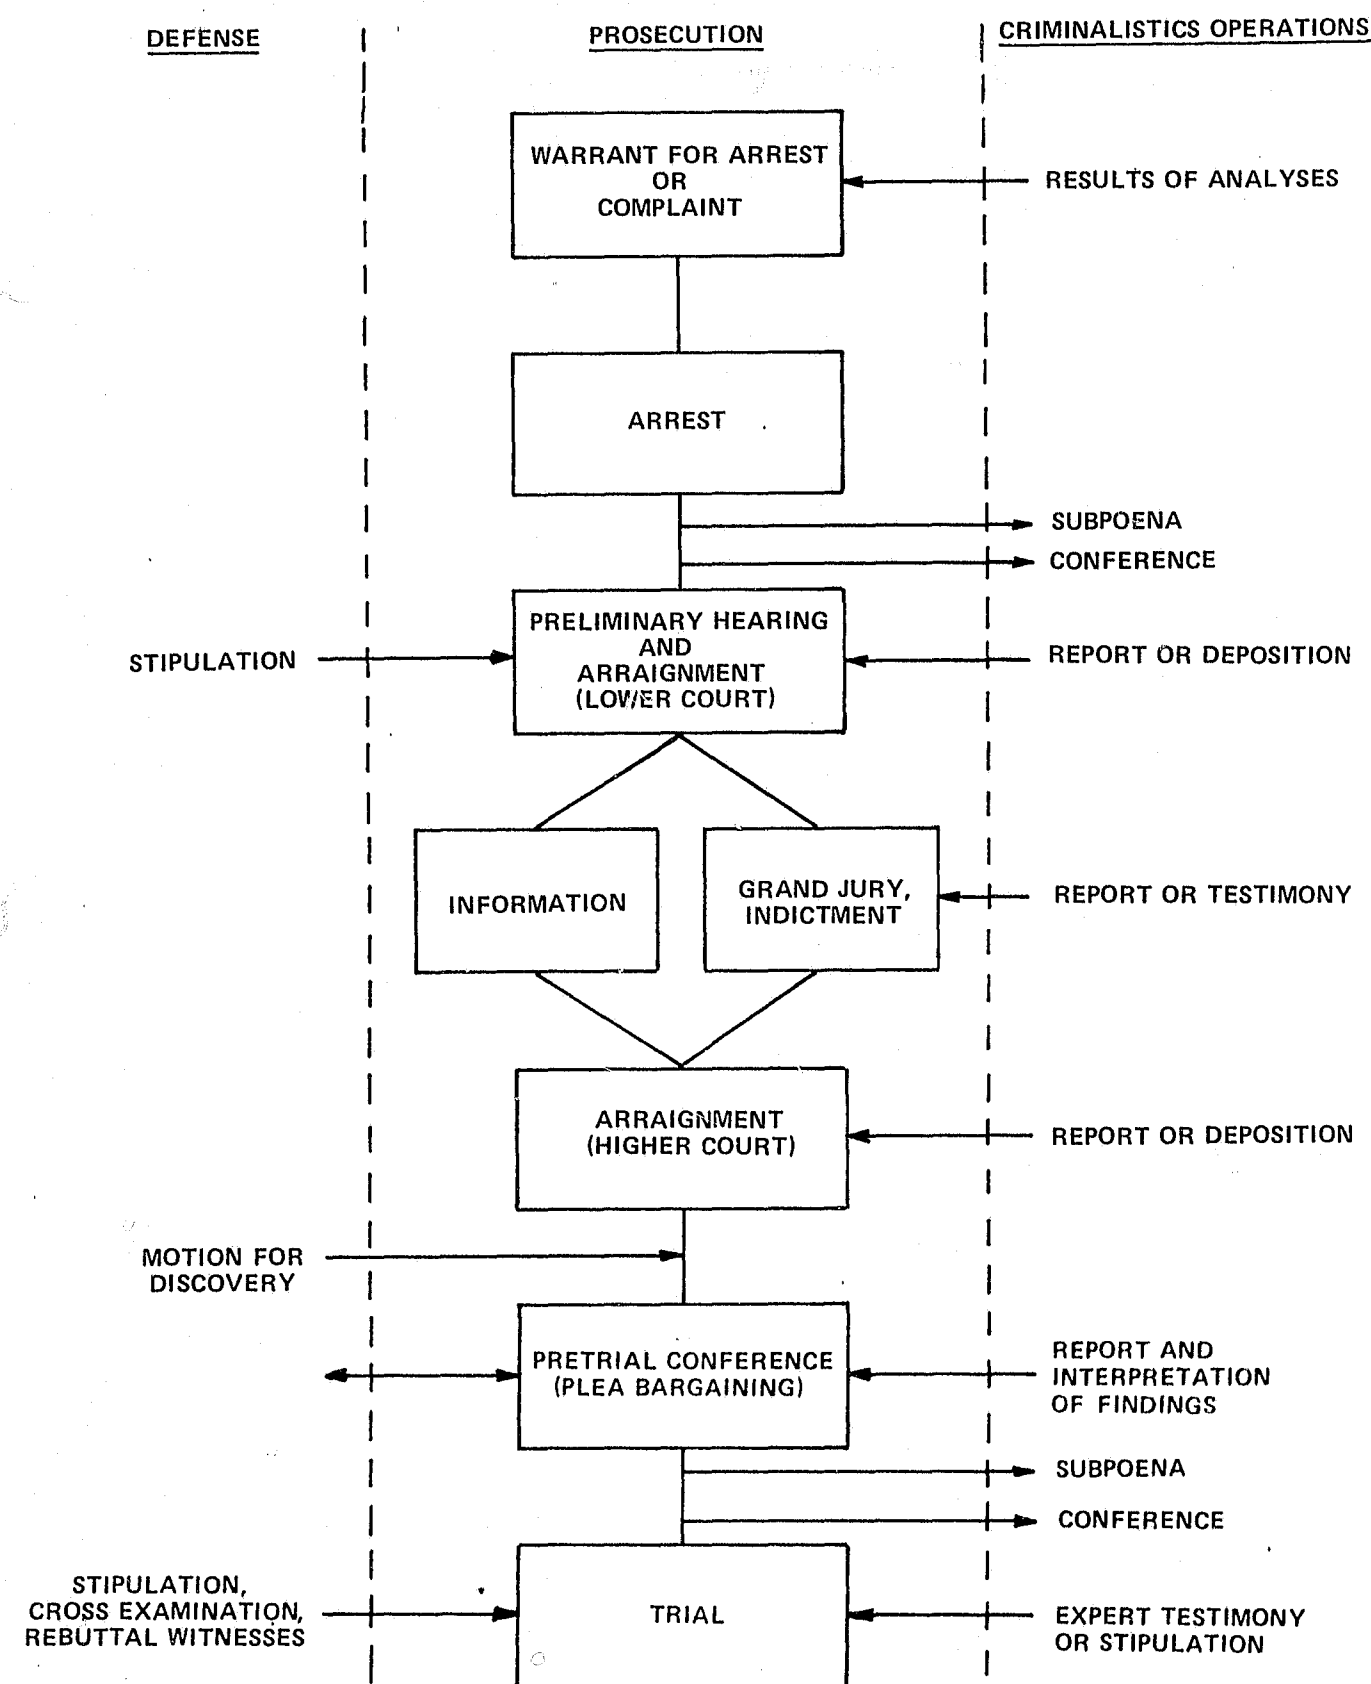 DEFENSE
PROSECUTION
CRIMINALISTICS OPERATIONS
WARRANT FOR ARREST
OR
COMPLAINT
RESULTS OF ANALYSES
ARREST
SUBPOENA
CONFERENCE
STIPULATION
PRELIMINARY HEARING
AND
ARRAIGNMENT
(LOWER COURT)
REPORT OR DEPOSITION
INFORMATION
GRAND JURY,
INDICTMENT
REPORT OR TESTIMONY
ARRAIGNMENT
(HIGHER COURT)
REPORT OR DEPOSITION
MOTION FOR
DISCOVERY
PRETRIAL CONFERENCE
(PLEA BARGAINING)
REPORT AND
INTERPRETATION
OF FINDINGS
SUBPOENA
CONFERENCE
STIPULATION,
CROSS EXAMINATION,
REBUTTAL WITNESSES
TRIAL
EXPERT TESTIMONY
OR STIPULATION